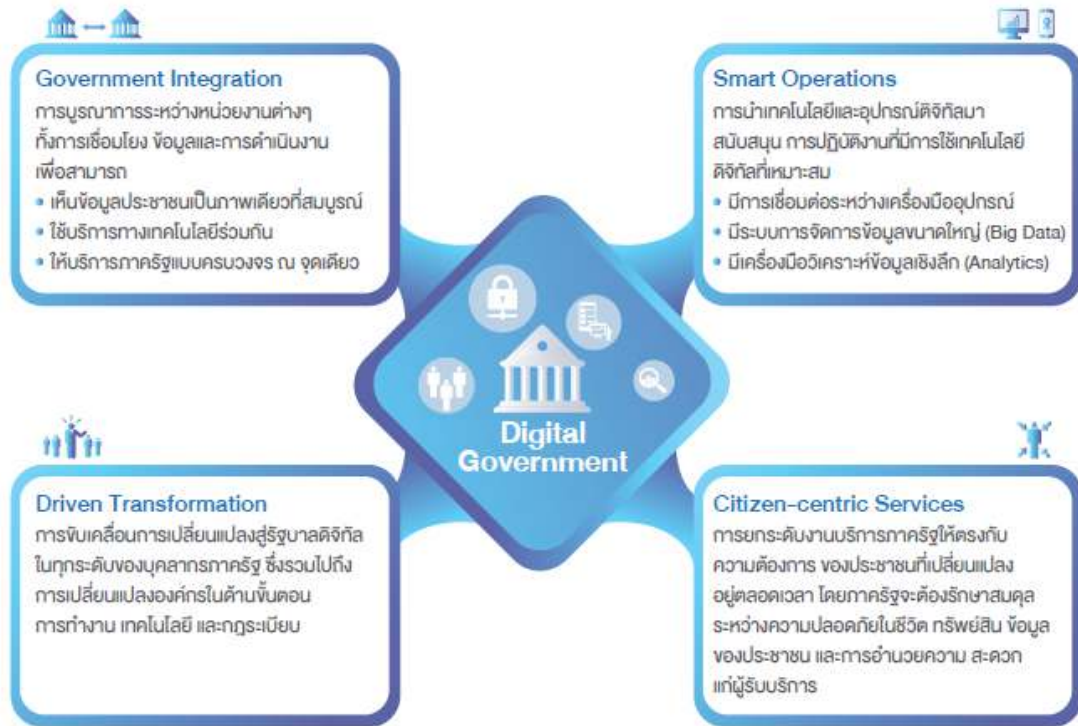 Government Integration
การบูรณาการระหว่างหน่วยงานต่างๆ
ทั้งการเชื่อมโยง ข้อมูลและการดำเนินงาน
เพื่อสามารถ
• เห็นข้อมูลประชาชนเป็นภาพเดียวที่สมบูรณ์
• ใช้บริการทางเทคโนโลยีร่วมกัน
• ให้บริการภาครัฐแบบครบวงจร ณ จุดเดียว
Smart Operations
การนำเทคโนโลยีและอุปกรณ์ดิจิทัลมา
สนับสนุน การปฏิบัติงานที่มีการใช้เทคโนโลยี
ดิจิทัลที่เหมาะสม
• มีการเชื่อมต่อระหว่างเครื่องมืออุปกรณ์
• มีระบบการจัดการข้อมูลขนาดใหญ่ (Big Data)
• มีเครื่องมือวิเคราะห์ข้อมูลเชิงลึก (Analytics)
Digital
Government
Driven Transformation
การขับเคลื่อนการเปลี่ยนแปลงสู่รัฐบาลดิจิทัล
ในทุกระดับของบุคลากรภาครัฐ ซึ่งรวมไปถึง
การเปลี่ยนแปลงองค์กรในด้านขั้นตอน
การทำงาน เทคโนโลยี และกฎระเบียบ
Citizen-centric Services
การยกระดับงานบริการภาครัฐให้ตรงกับ
ความต้องการ ของประชาชนที่เปลี่ยนแปลง
อยู่ตลอดเวลา โดยภาครัฐจะต้องรักษาสมดุล
ระหว่างความปลอดภัยในชีวิต ทรัพย์สิน ข้อมูล
ของประชาชน และการอำนวยความ สะดวก
แก่ผู้รับบริการ